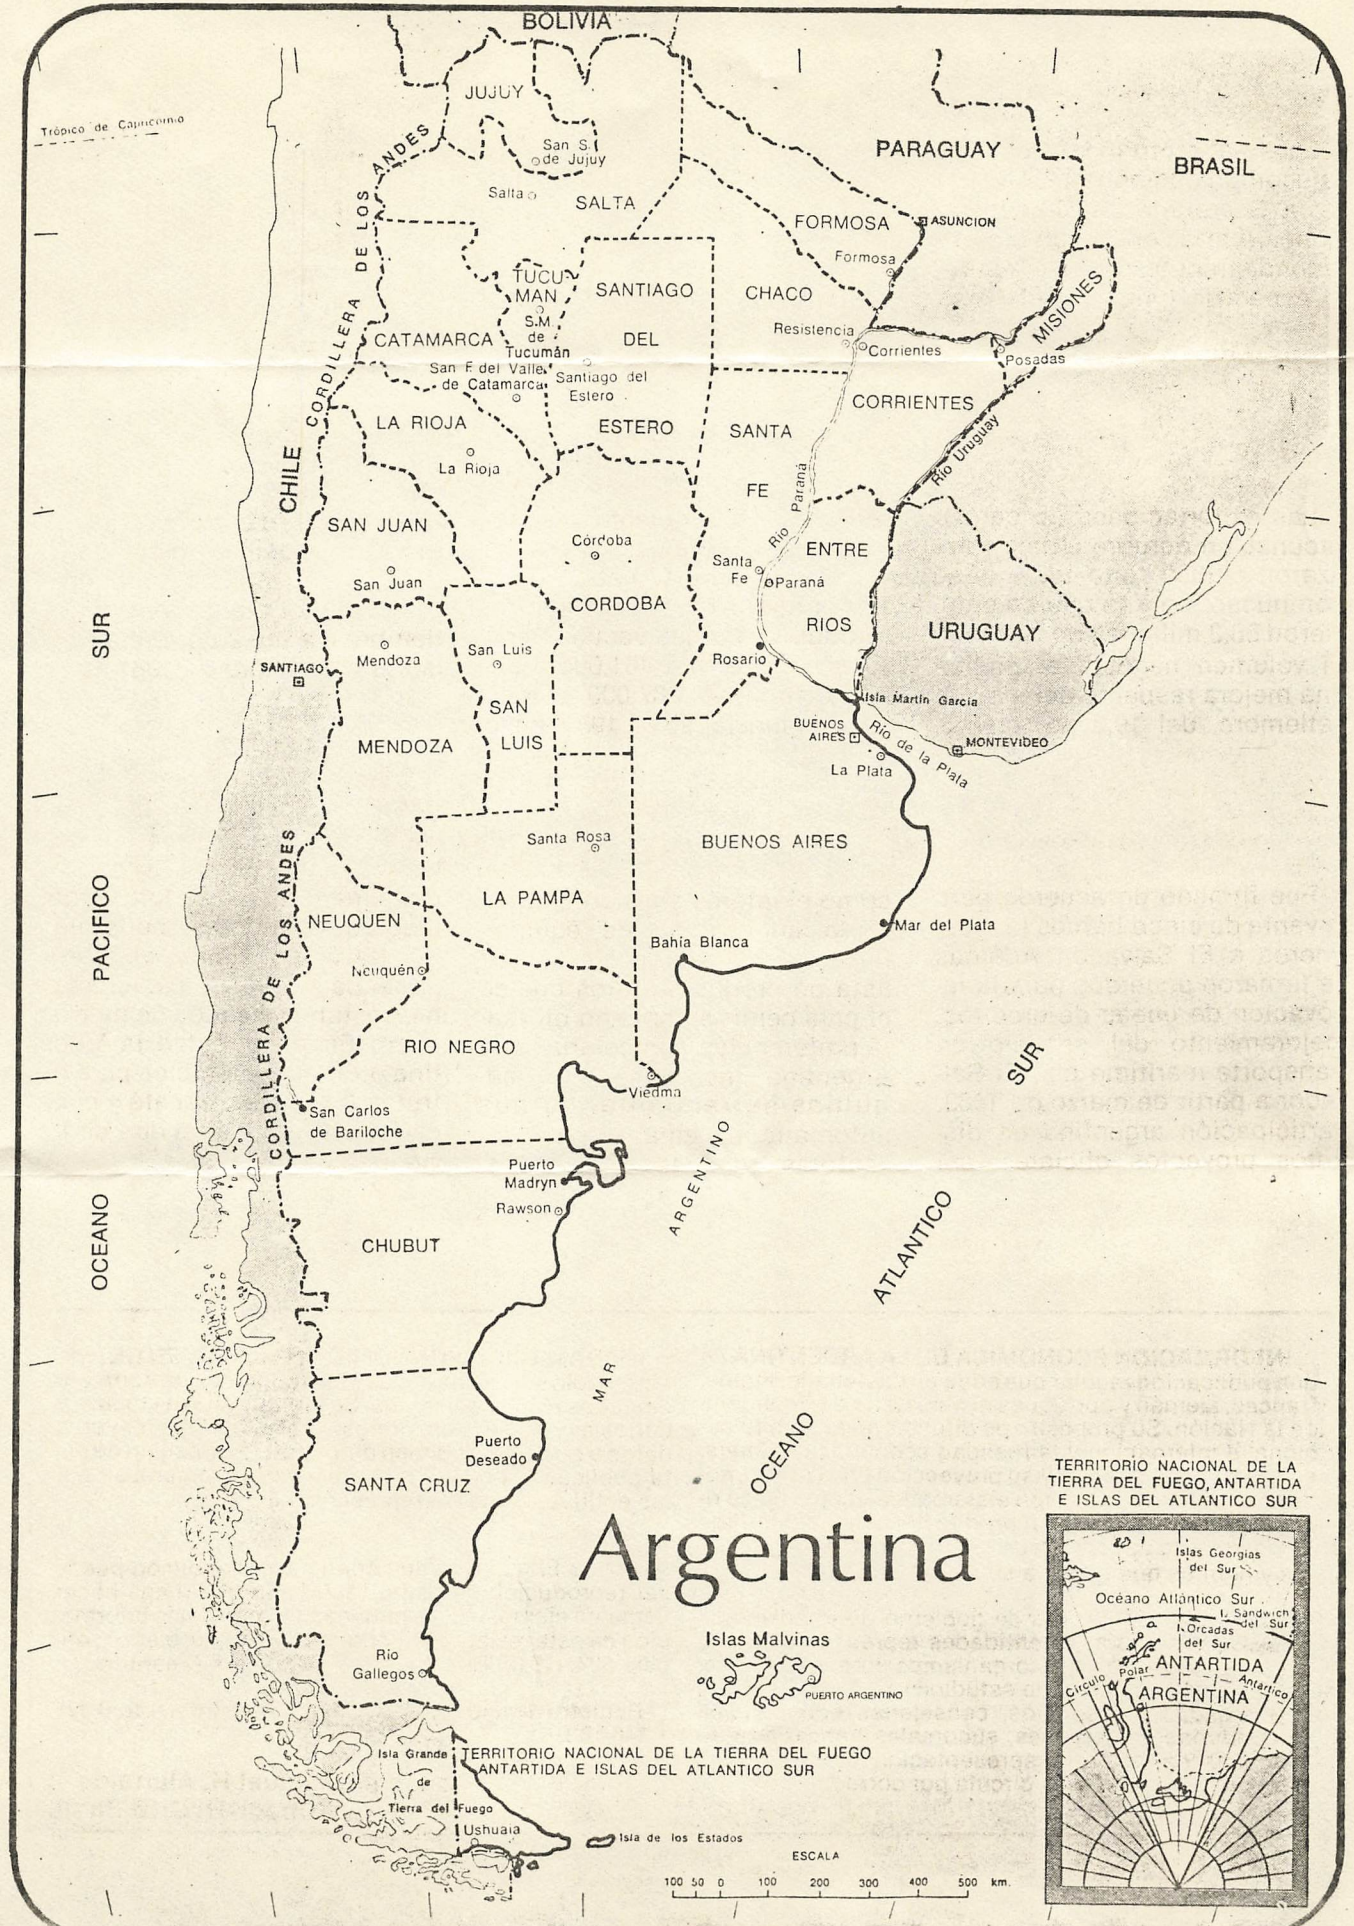 BOLIVIA
JUJUY
Trópico de Capricornio
San S.
de Jujuy
PARAGUAY
BRASIL
CORDILLERA DE LOS ANDES
Salta
SALTA
FORMOSA
ASUNCION
Formosa
TUCU
MAN
SANTIAGO
CHACO
MISIONES
S.M.
de
Tucumán
DEL
Resistencia
Corrientes
CATAMARCA
Posadas
San F. del Valle
de Catamarca
Santiago del
Estero
CORRIENTES
LA RIOJA
ESTERO
SANTA
La Rioja
Río Uruguay
CHILE
FE
Río Paraná
SAN JUAN
Córdoba
ENTRE
San Juan
Santa
Fe
Paraná
CORDOBA
RIOS
URUGUAY
San Luis
Mendoza
Rosario
SANTIAGO
SAN
Isla Martín García
MENDOZA
LUIS
BUENOS
AIRES
Río de la Plata
MONTEVIDEO
La Plata
Santa Rosa
BUENOS AIRES
LA PAMPA
CORDILLERA DE LOS ANDES
NEUQUEN
Mar del Plata
Bahía Blanca
Neuquén
RIO NEGRO
Viedma
San Carlos
de Bariloche
OCEANO PACIFICO SUR
Puerto
Madryn
Rawson
CHUBUT
MAR ARGENTINO
OCEANO ATLANTICO SUR
Puerto
Deseado
SANTA CRUZ
Argentina
Islas Malvinas
PUERTO ARGENTINO
Río
Gallegos
TERRITORIO NACIONAL DE LA TIERRA DEL FUEGO
ANTARTIDA E ISLAS DEL ATLANTICO SUR
Isla Grande
de
Tierra del Fuego
Ushuaia
Isla de los Estados
ESCALA
100 50 0 100 200 300 400 500 km.
TERRITORIO NACIONAL DE LA
TIERRA DEL FUEGO, ANTARTIDA
E ISLAS DEL ATLANTICO SUR
Islas Georgias
del Sur
Océano Atlántico Sur
I. Sandwich
del Sur
I. Orcadas
del Sur
ANTARTIDA
Círculo Polar Antártico
ARGENTINA